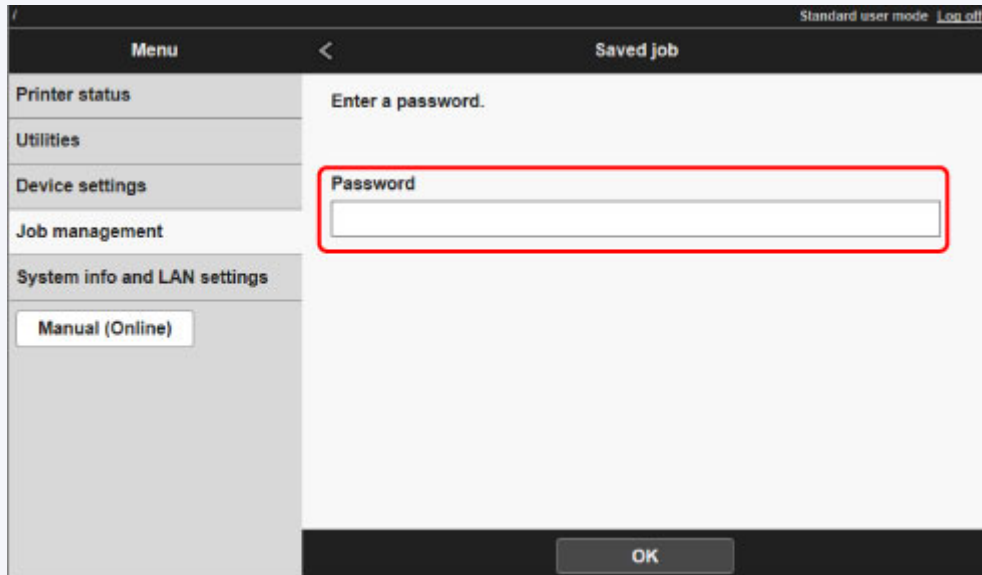 /
Standard user mode Log off
Menu
< Saved job
Printer status
Utilities
Device settings
Job management
System info and LAN settings
Manual (Online)
Enter a password.
Password
OK